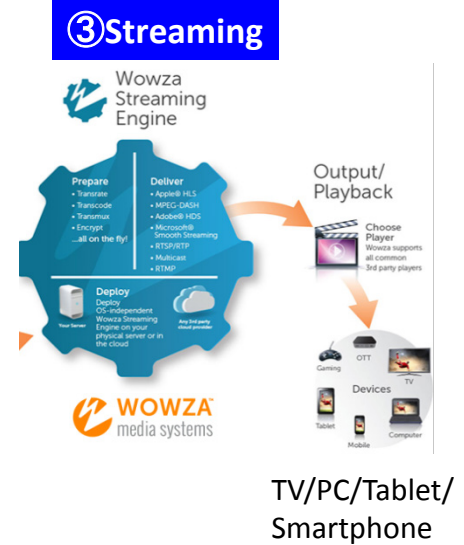 ③Streaming
Wowza
Streaming
Engine
Prepare
• Transrate
• Transcode
• Transmux
• Encrypt
...all on the fly!
Deliver
• Apple® HLS
• MPEG-DASH
• Adobe® HDS
• Microsoft®
Smooth Streaming
• RTSP/RTP
• Multicast
• RTMP
Deploy
Deploy
OS-independent
Wowza Streaming
Engine on your
physical server or in
the cloud
Your Server
Any 3rd party
cloud provider
WOWZA™
media systems
Output/
Playback
Choose
Player
Wowza supports
all common
3rd party players
Gaming
OTT
TV
Devices
Tablet
Mobile
Computer
TV/PC/Tablet/
Smartphone